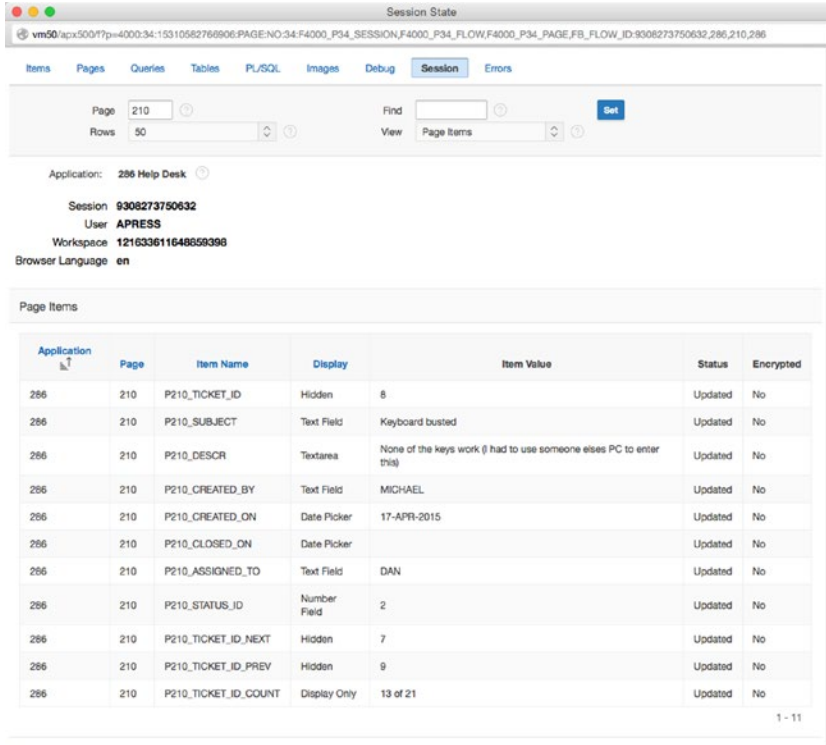 Session State
vm50/apx500/f?p=4000:34:15310582766906:PAGE:NO:34:F4000_P34_SESSION,F4000_P34_FLOW,F4000_P34_PAGE,FB_FLOW_ID:9308273750632,286,210,286
Items Pages Queries Tables PL/SQL Images Debug Session Errors
Page 210 ? Find ? Set
Rows 50 ? View Page Items ?
Application: 286 Help Desk ?
Session 9308273750632
User APRESS
Workspace 121633611648859398
Browser Language en
Page Items
Application Page Item Name Display Item Value Status Encrypted
286 210 P210_TICKET_ID Hidden 8 Updated No
286 210 P210_SUBJECT Text Field Keyboard busted Updated No
286 210 P210_DESCR Textarea None of the keys work (I had to use someone elses PC to enter this) Updated No
286 210 P210_CREATED_BY Text Field MICHAEL Updated No
286 210 P210_CREATED_ON Date Picker 17-APR-2015 Updated No
286 210 P210_CLOSED_ON Date Picker Updated No
286 210 P210_ASSIGNED_TO Text Field DAN Updated No
286 210 P210_STATUS_ID Number Field 2 Updated No
286 210 P210_TICKET_ID_NEXT Hidden 7 Updated No
286 210 P210_TICKET_ID_PREV Hidden 9 Updated No
286 210 P210_TICKET_ID_COUNT Display Only 13 of 21 Updated No
1 - 11